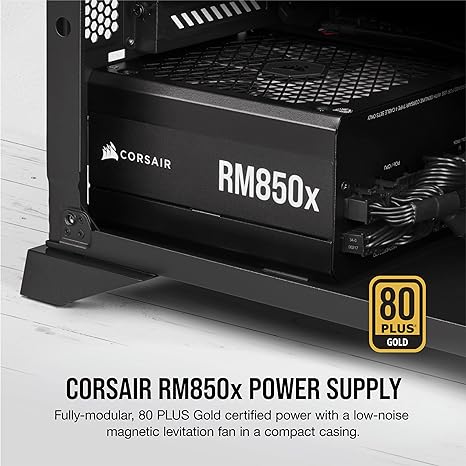 CORSAIR
RM850x
80
PLUS
GOLD
CORSAIR RM850x POWER SUPPLY
Fully-modular, 80 PLUS Gold certified power with a low-noise
magnetic levitation fan in a compact casing.